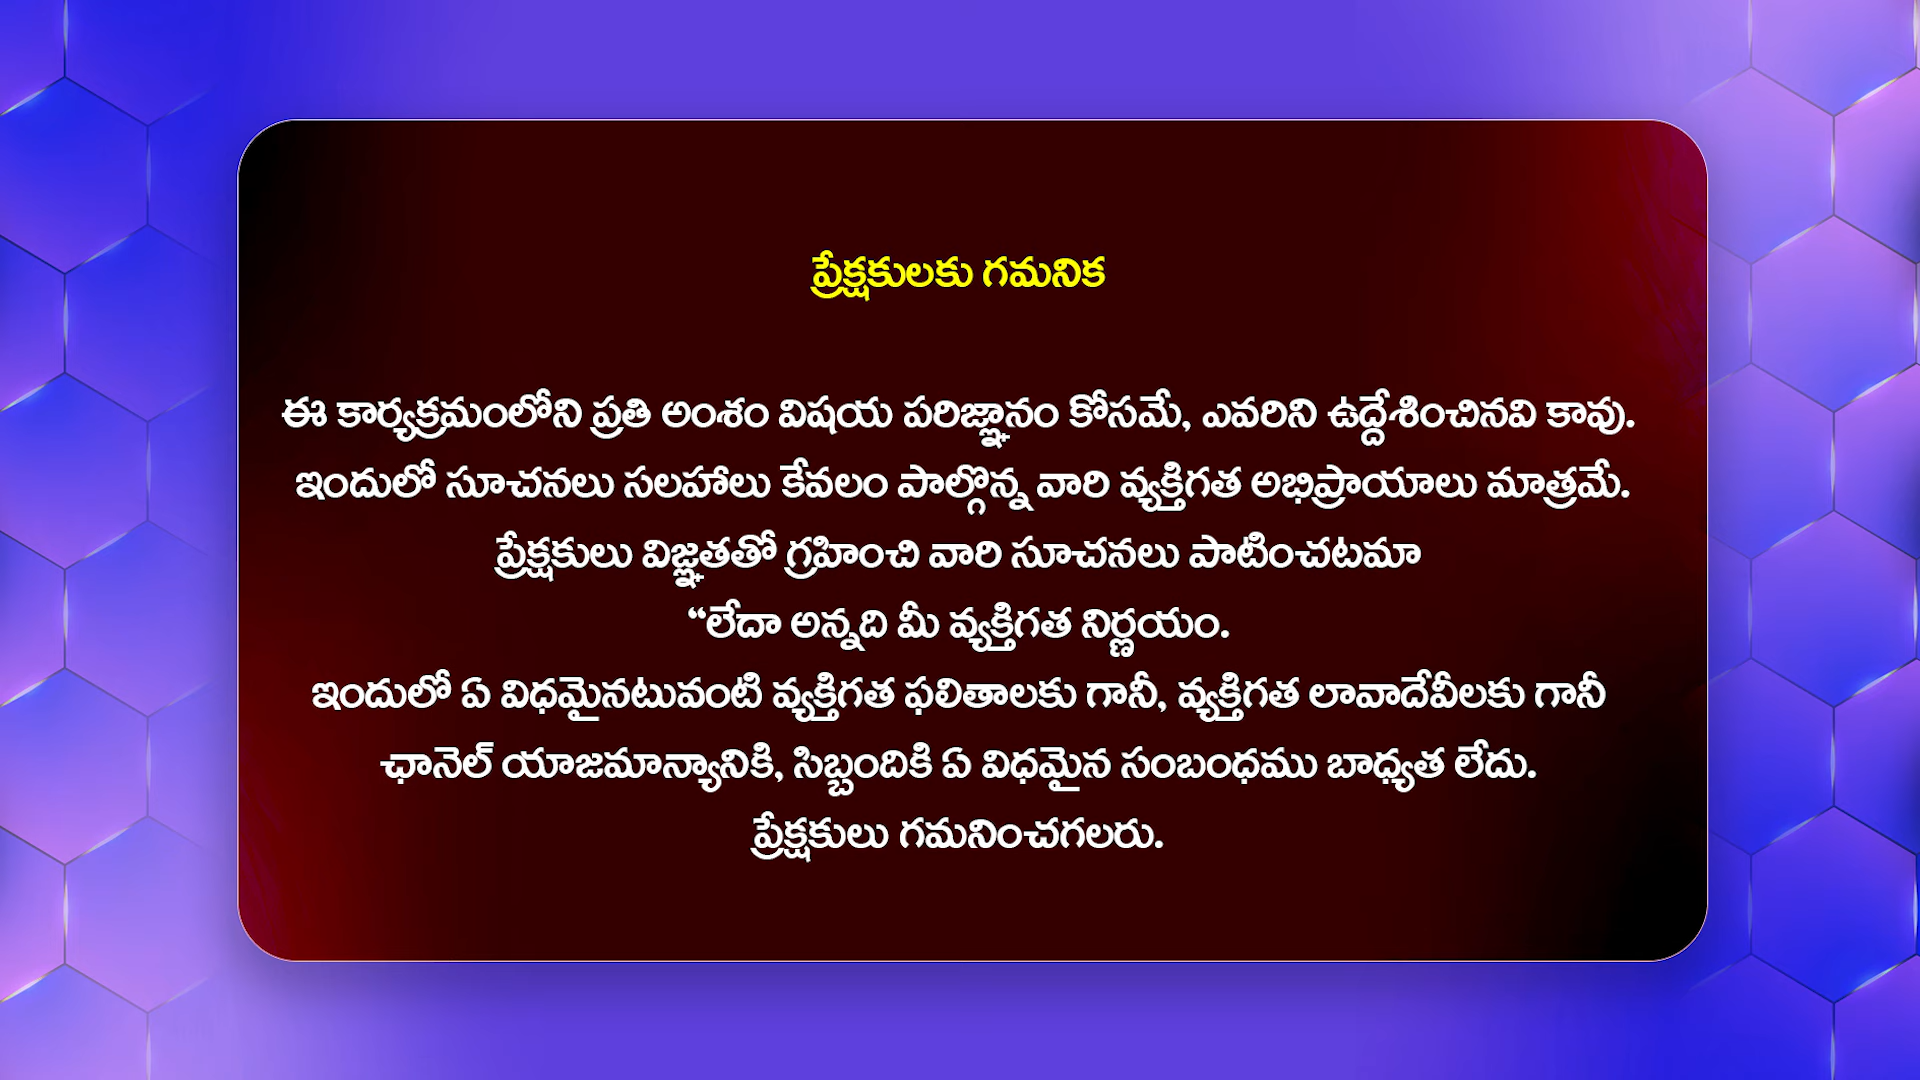 ప్రేక్షకులకు గమనిక
ఈ కార్యక్రమంలోని ప్రతి అంశం విషయ పరిజ్ఞానం కోసమే, ఎవరిని ఉద్దేశించినవి కావు.
ఇందులో సూచనలు సలహాలు కేవలం పాల్గొన్న వారి వ్యక్తిగత అభిప్రాయాలు మాత్రమే.
ప్రేక్షకులు విజ్ఞతతో గ్రహించి వారి సూచనలు పాటించటమా
“లేదా అన్నది మీ వ్యక్తిగత నిర్ణయం.
ఇందులో ఏ విధమైనటువంటి వ్యక్తిగత ఫలితాలకు గానీ, వ్యక్తిగత లావాదేవీలకు గానీ
ఛానెల్ యాజమాన్యానికి, సిబ్బందికి ఏ విధమైన సంబంధము బాధ్యత లేదు.
ప్రేక్షకులు గమనించగలరు.